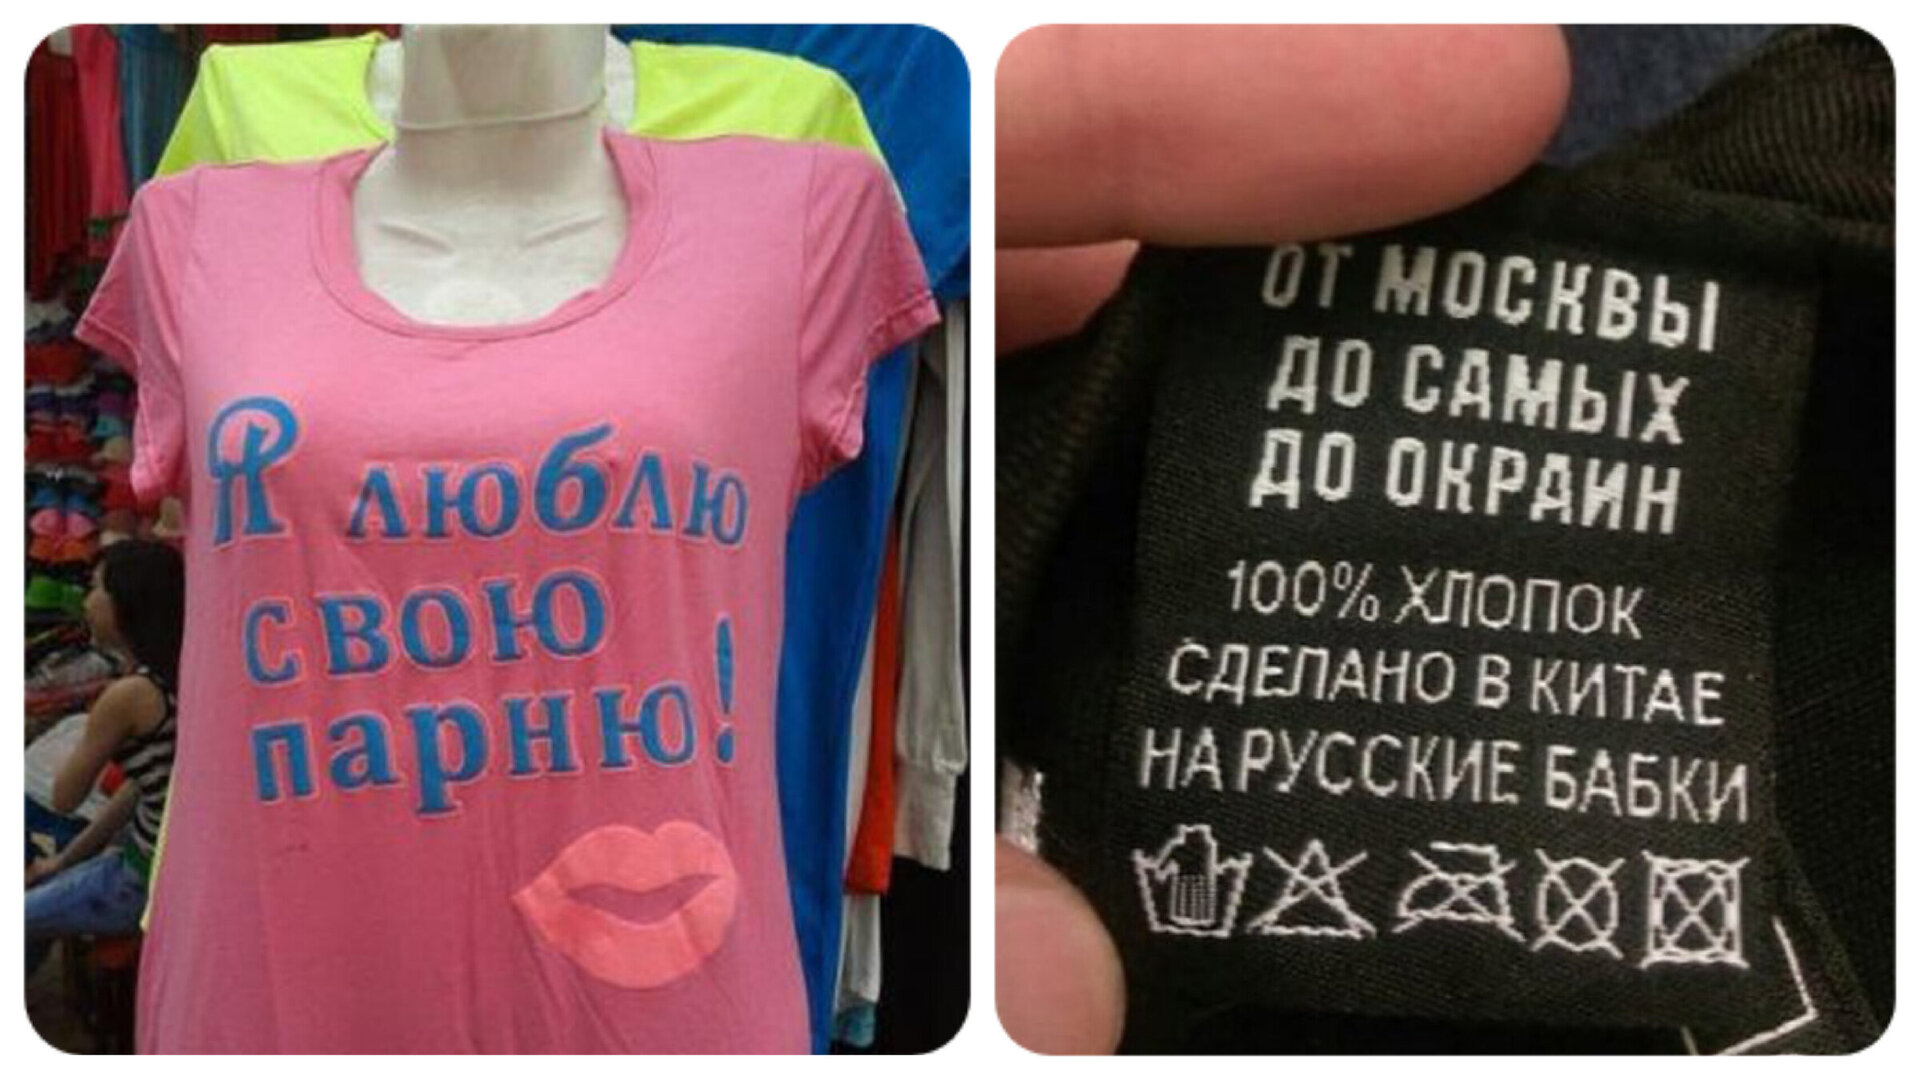 Я люблю
свою
парню!
ОТ МОСКВЫ
ДО САМЫХ
ДО ОКРАИН
100% ХЛОПОК
СДЕЛАНО В КИТАЕ
НА РУССКИЕ БАБКИ